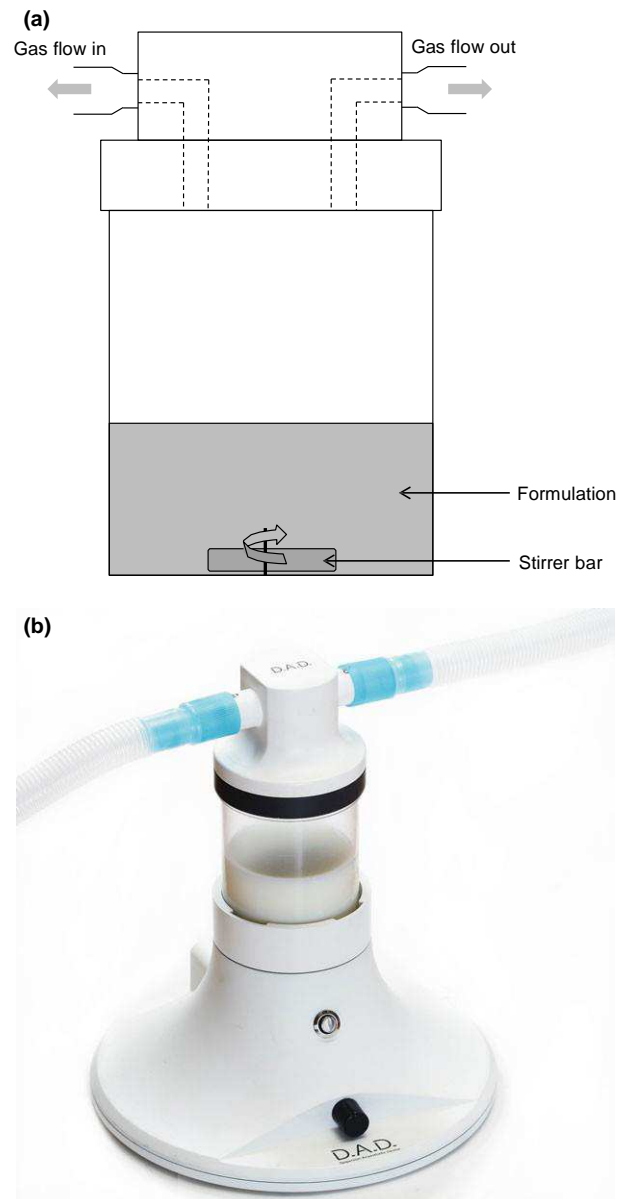 (a)
Gas flow in
Gas flow out
Formulation
Stirrer bar
(b)
D.A.D.
D.A.D.